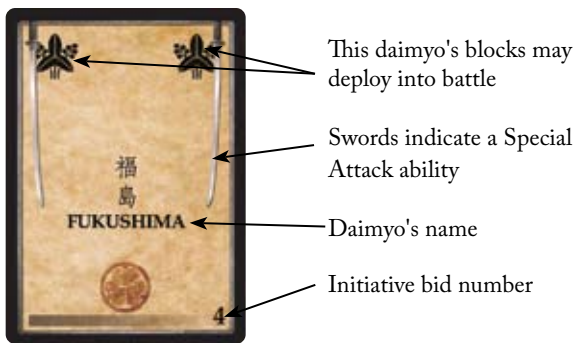 This daimyo's blocks may
deploy into battle
Swords indicate a Special
Attack ability
福
島
FUKUSHIMA
Daimyo's name
Initiative bid number
4